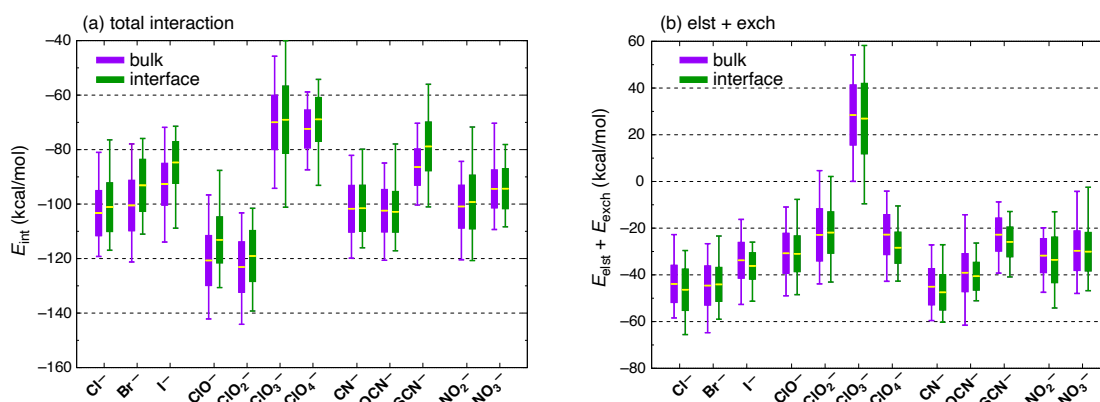 (a) total interaction
bulk
interface
E_int (kcal/mol)
−40
−60
−80
−100
−120
−140
−160
Cl−
Br−
I−
ClO−
ClO₂−
ClO₃−
ClO₄−
CN−
OCN−
SCN−
NO₂−
NO₃−
(b) elst + exch
bulk
interface
E_elst + E_exch (kcal/mol)
60
40
20
0
−20
−40
−60
−80
Cl−
Br−
I−
ClO−
ClO₂−
ClO₃−
ClO₄−
CN−
OCN−
SCN−
NO₂−
NO₃−